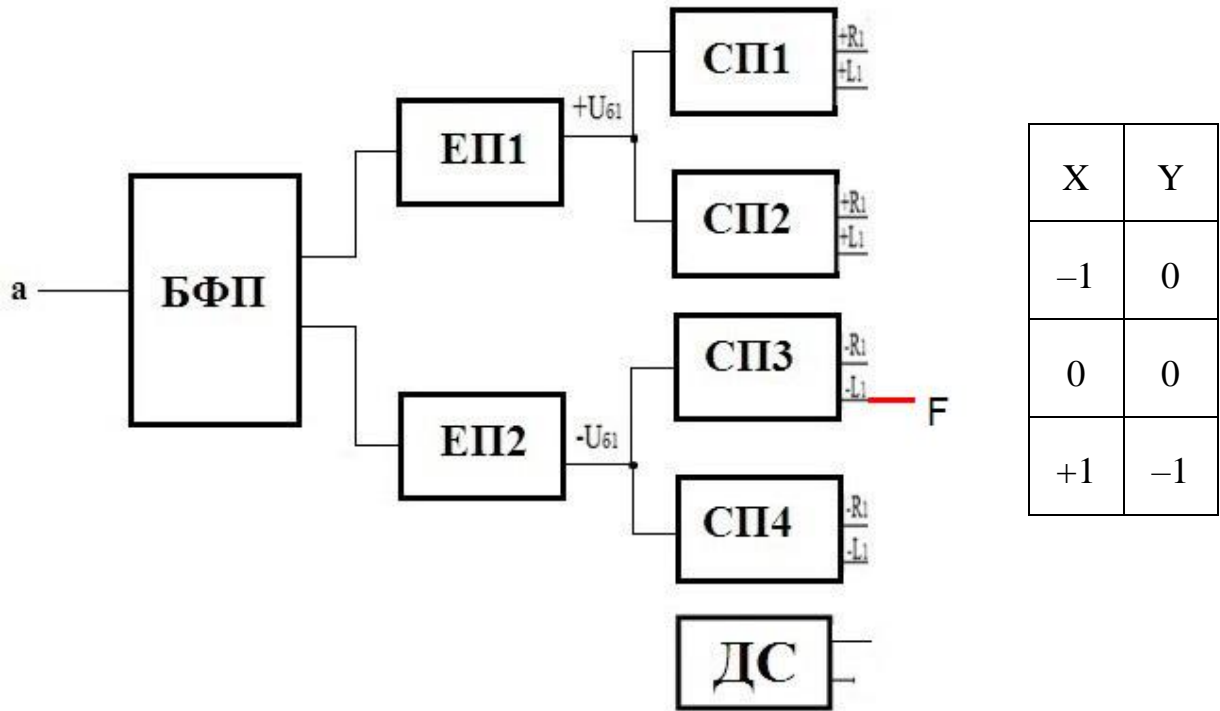 a
БФП
ЕП1
+Uб1
СП1
+R1
+L1
СП2
+R1
+L1
ЕП2
-Uб1
СП3
-R1
-L1
F
СП4
-R1
-L1
ДС
X Y
–1 0
0 0
+1 –1